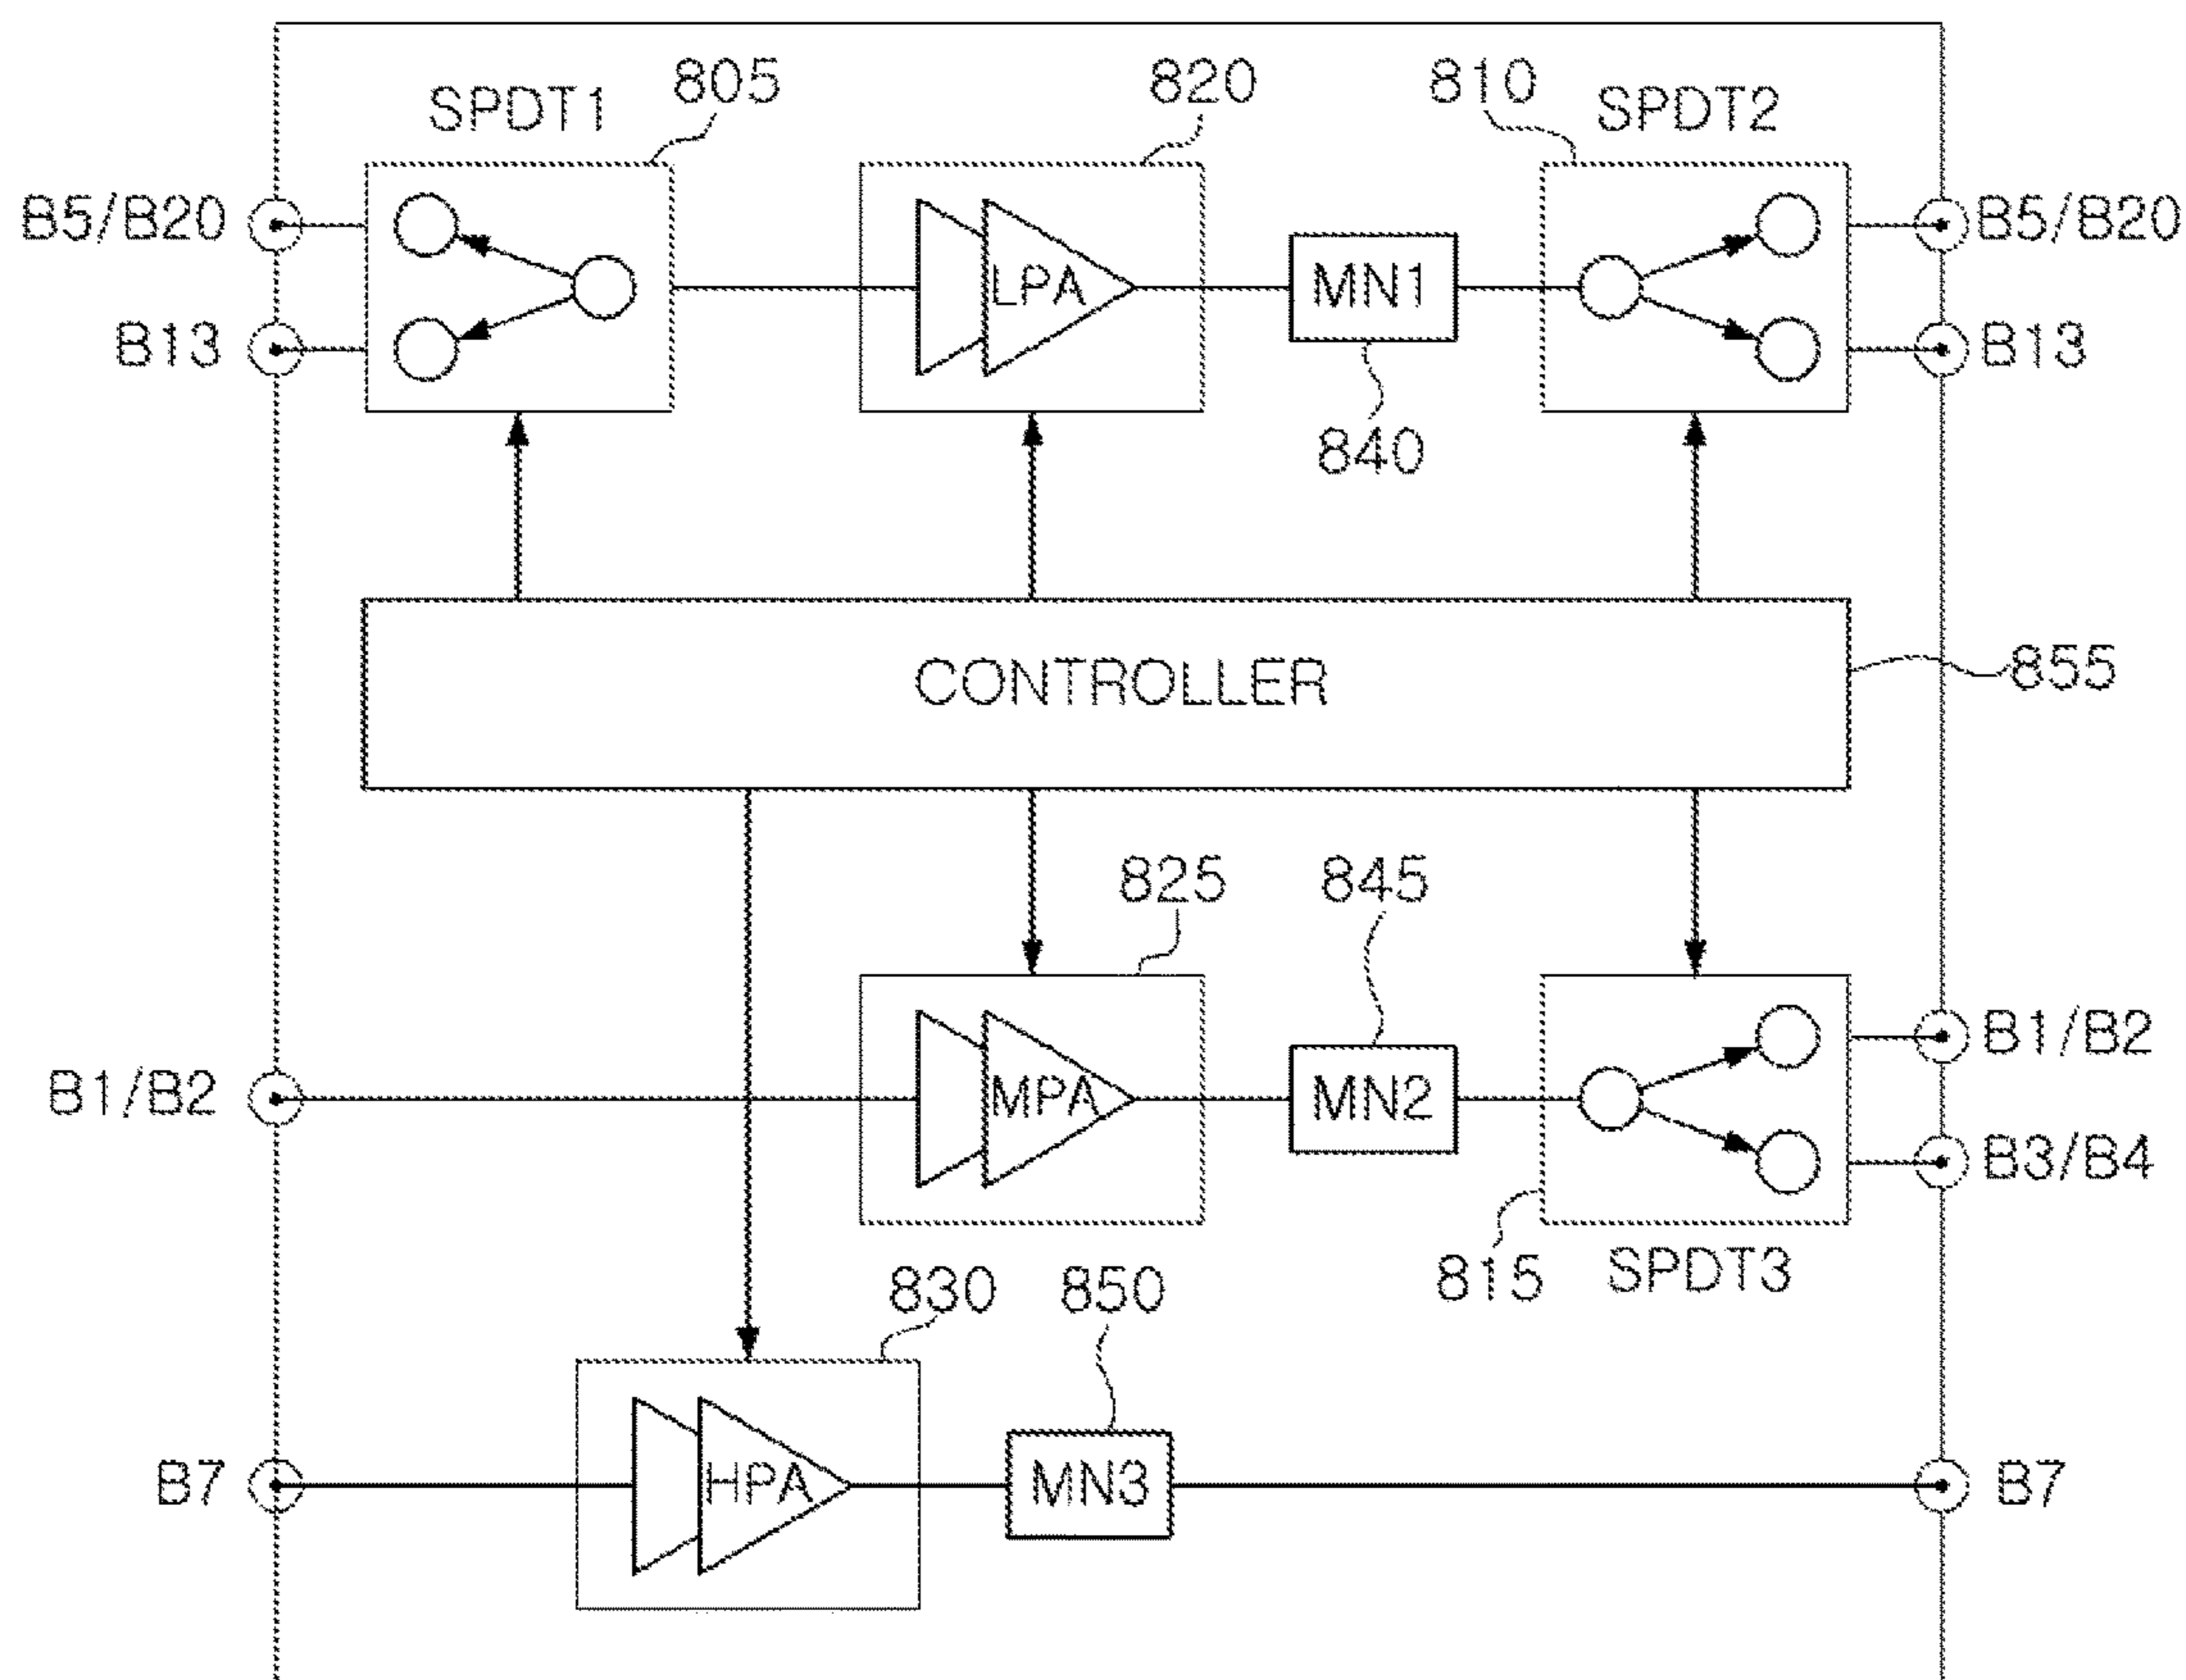 SPDT1
805
820
810
SPDT2
B5/B20
B13
LPA
MN1
840
B5/B20
B13
CONTROLLER
855
825
845
B1/B2
MPA
MN2
B1/B2
B3/B4
815
SPDT3
830
850
B7
HPA
MN3
B7